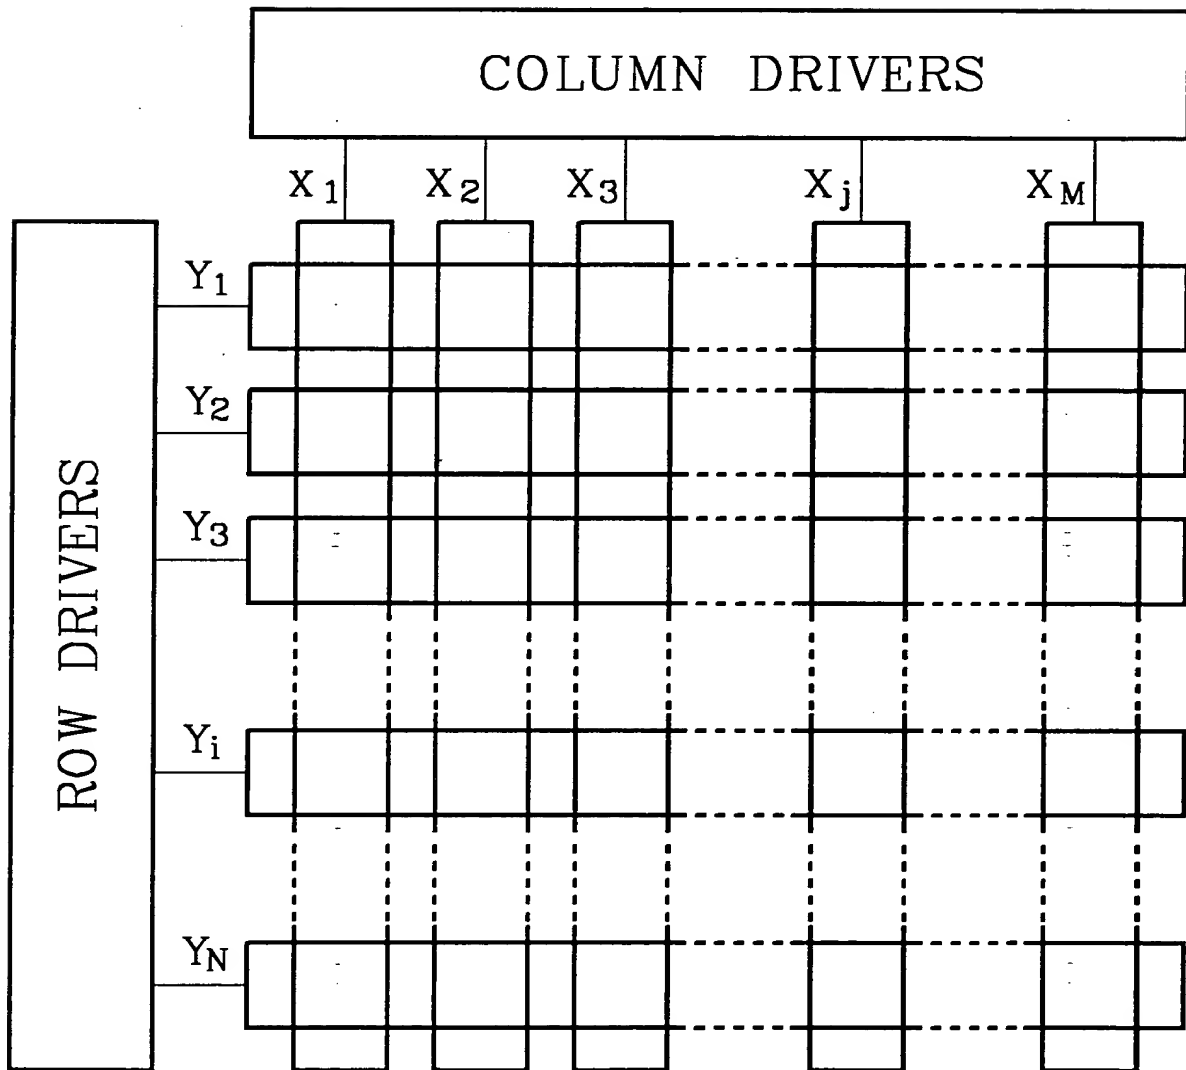 COLUMN DRIVERS
X1 X2 X3 Xj XM
Y1
Y2
Y3
Yi
YN
ROW DRIVERS